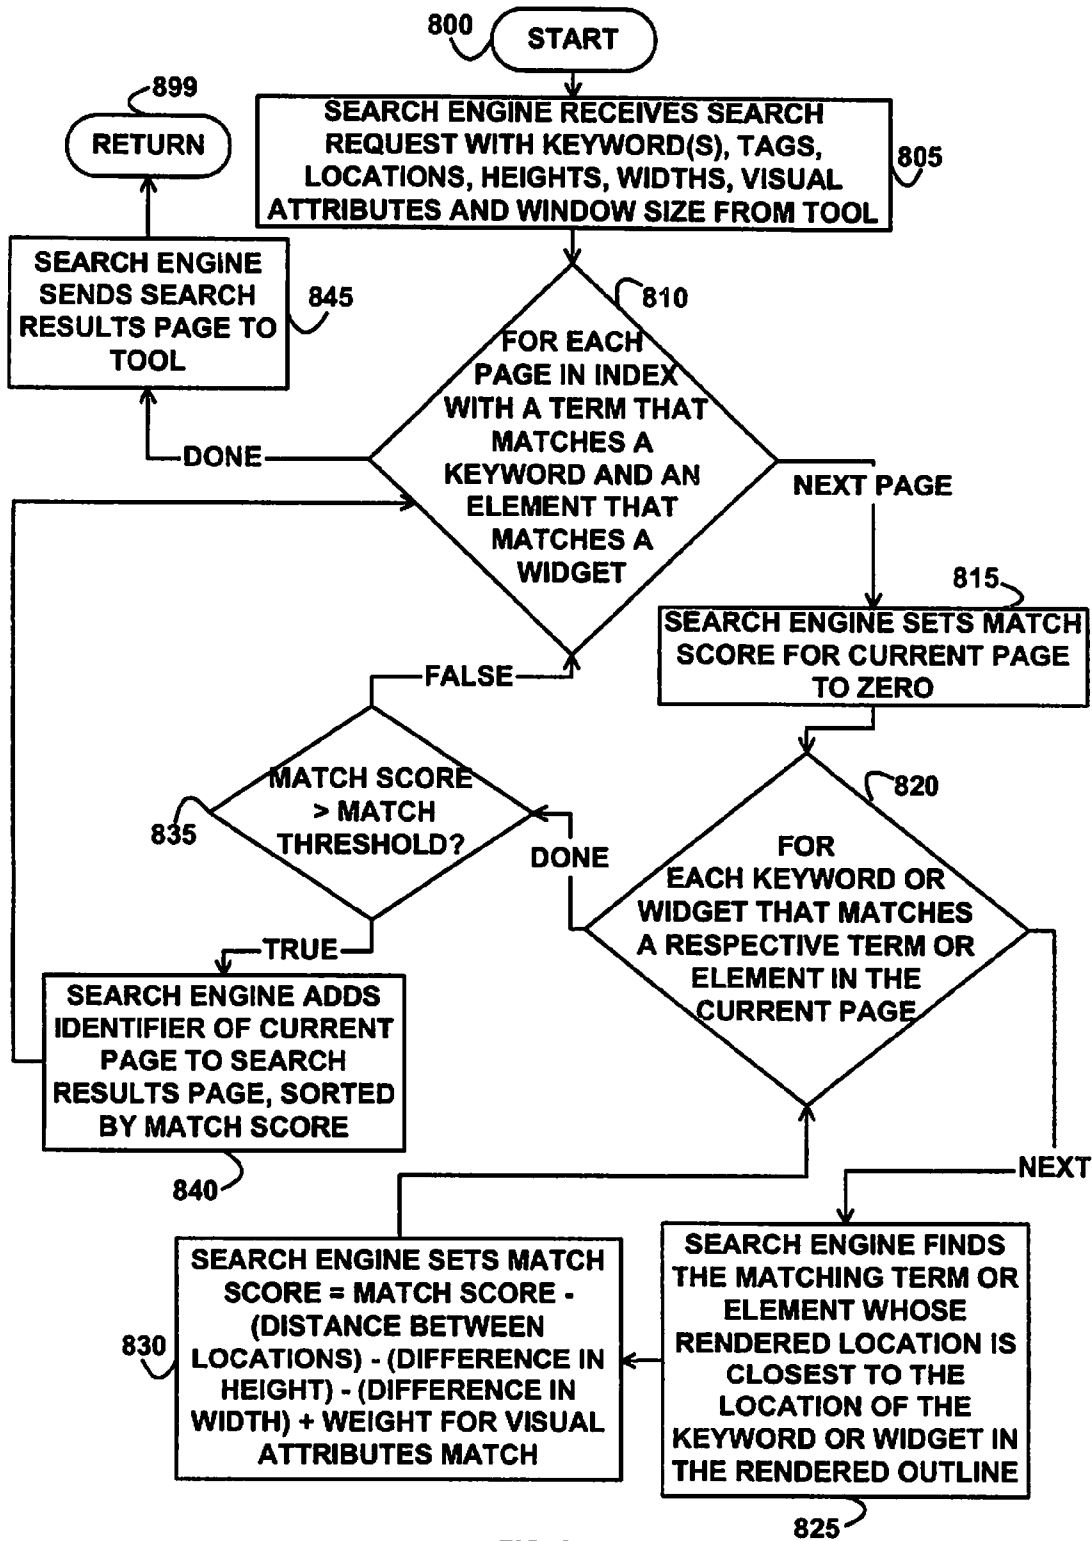 800
START
899
RETURN
SEARCH ENGINE RECEIVES SEARCH
REQUEST WITH KEYWORD(S), TAGS,
LOCATIONS, HEIGHTS, WIDTHS, VISUAL
ATTRIBUTES AND WINDOW SIZE FROM TOOL
805
SEARCH ENGINE
SENDS SEARCH
RESULTS PAGE TO
TOOL
845
810
FOR EACH
PAGE IN INDEX
WITH A TERM THAT
MATCHES A
KEYWORD AND AN
ELEMENT THAT
MATCHES A
WIDGET
DONE
NEXT PAGE
815
SEARCH ENGINE SETS MATCH
SCORE FOR CURRENT PAGE
TO ZERO
FALSE
MATCH SCORE
> MATCH
THRESHOLD?
835
DONE
820
FOR
EACH KEYWORD OR
WIDGET THAT MATCHES
A RESPECTIVE TERM OR
ELEMENT IN THE
CURRENT PAGE
TRUE
SEARCH ENGINE ADDS
IDENTIFIER OF CURRENT
PAGE TO SEARCH
RESULTS PAGE, SORTED
BY MATCH SCORE
840
NEXT
SEARCH ENGINE SETS MATCH
SCORE = MATCH SCORE -
(DISTANCE BETWEEN
LOCATIONS) - (DIFFERENCE IN
HEIGHT) - (DIFFERENCE IN
WIDTH) + WEIGHT FOR VISUAL
ATTRIBUTES MATCH
830
SEARCH ENGINE FINDS
THE MATCHING TERM OR
ELEMENT WHOSE
RENDERED LOCATION IS
CLOSEST TO THE
LOCATION OF THE
KEYWORD OR WIDGET IN
THE RENDERED OUTLINE
825